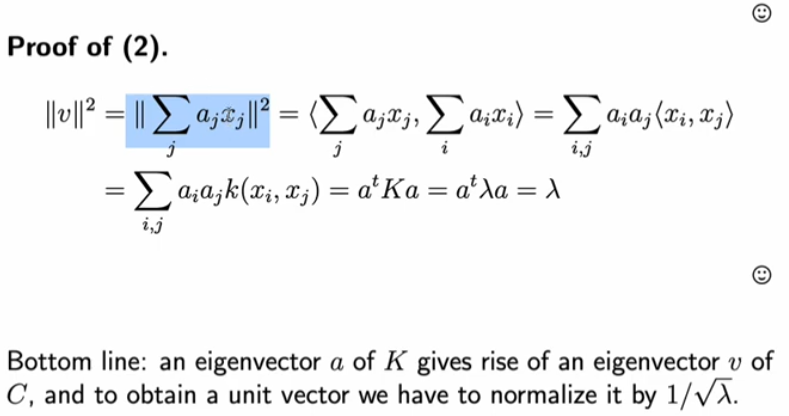 ☺
Proof of (2).
‖v‖² = ‖∑_j a_j x_j‖² = ⟨∑_j a_j x_j, ∑_i a_i x_i⟩ = ∑_{i,j} a_i a_j ⟨x_i, x_j⟩
= ∑_{i,j} a_i a_j k(x_i, x_j) = a^t K a = a^t λa = λ
☺
Bottom line: an eigenvector a of K gives rise of an eigenvector v of
C, and to obtain a unit vector we have to normalize it by 1/√λ.